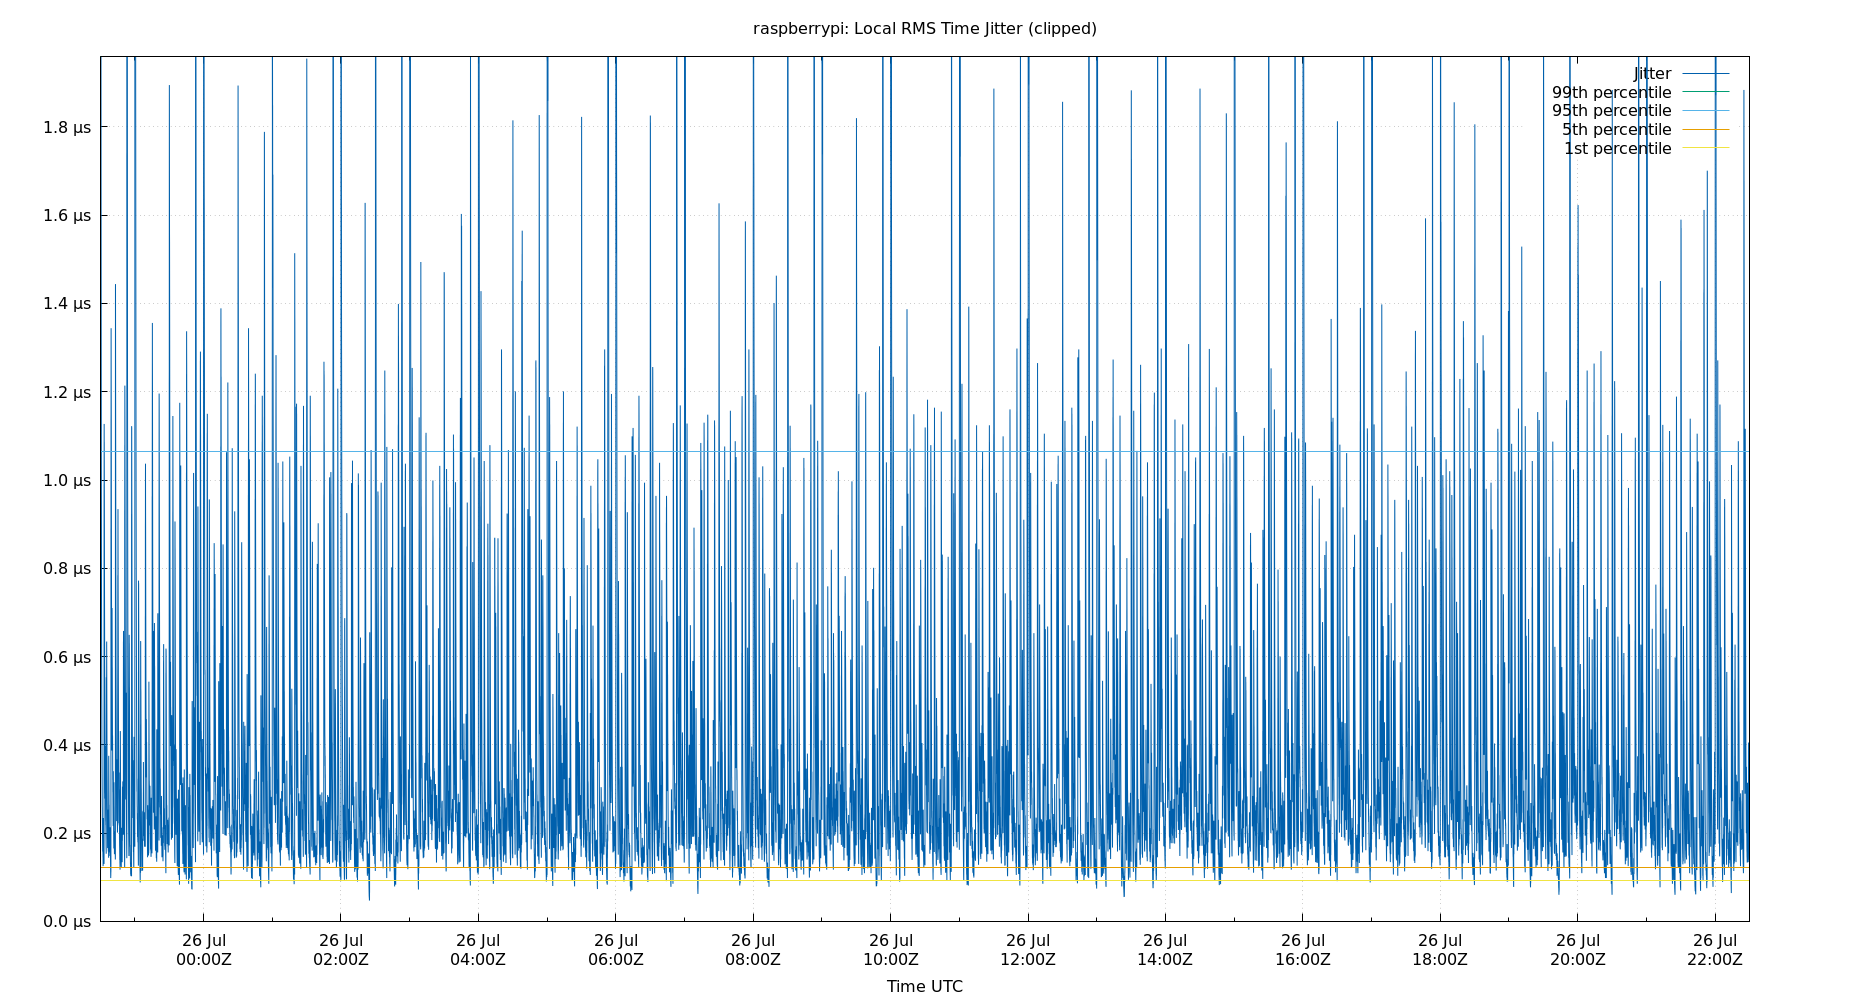 raspberrypi: Local RMS Time Jitter (clipped)
Jitter
99th percentile
95th percentile
5th percentile
1st percentile
1.8 µs
1.6 µs
1.4 µs
1.2 µs
1.0 µs
0.8 µs
0.6 µs
0.4 µs
0.2 µs
0.0 µs
26 Jul 26 Jul 26 Jul 26 Jul 26 Jul 26 Jul 26 Jul 26 Jul 26 Jul 26 Jul 26 Jul 26 Jul
00:00Z 02:00Z 04:00Z 06:00Z 08:00Z 10:00Z 12:00Z 14:00Z 16:00Z 18:00Z 20:00Z 22:00Z
Time UTC